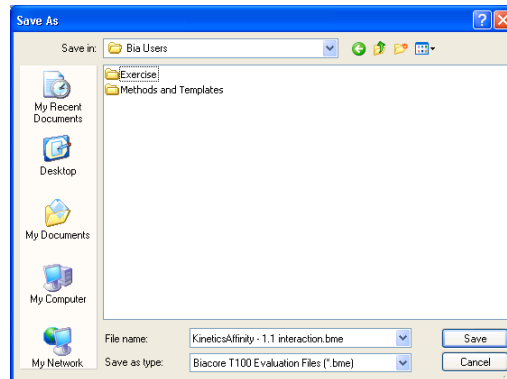 Save As
Save in:
Bia Users
Exercise
Methods and Templates
My Recent
Documents
Desktop
My Documents
My Computer
My Network
File name:
KineticsAffinity - 1.1 interaction.bme
Save
Save as type:
Biacore T100 Evaluation Files (*.bme)
Cancel